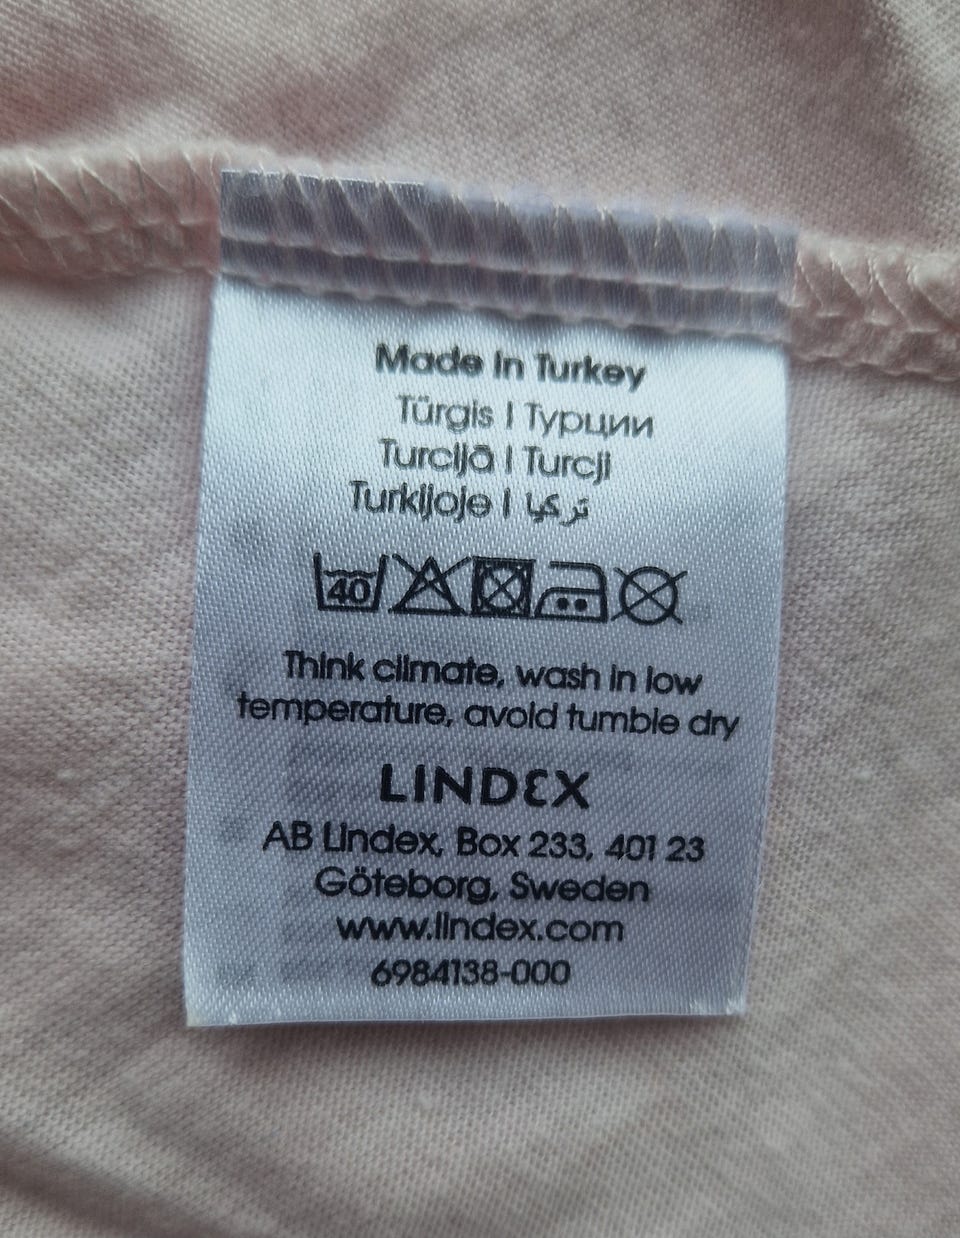 Made in Turkey
Türgis | Турции
Turcijā | Turcji
Turkijoje | تركيا
40
Think climate, wash in low
temperature, avoid tumble dry
LINDEX
AB Lindex, Box 233, 401 23
Göteborg, Sweden
www.lindex.com
6984138-000